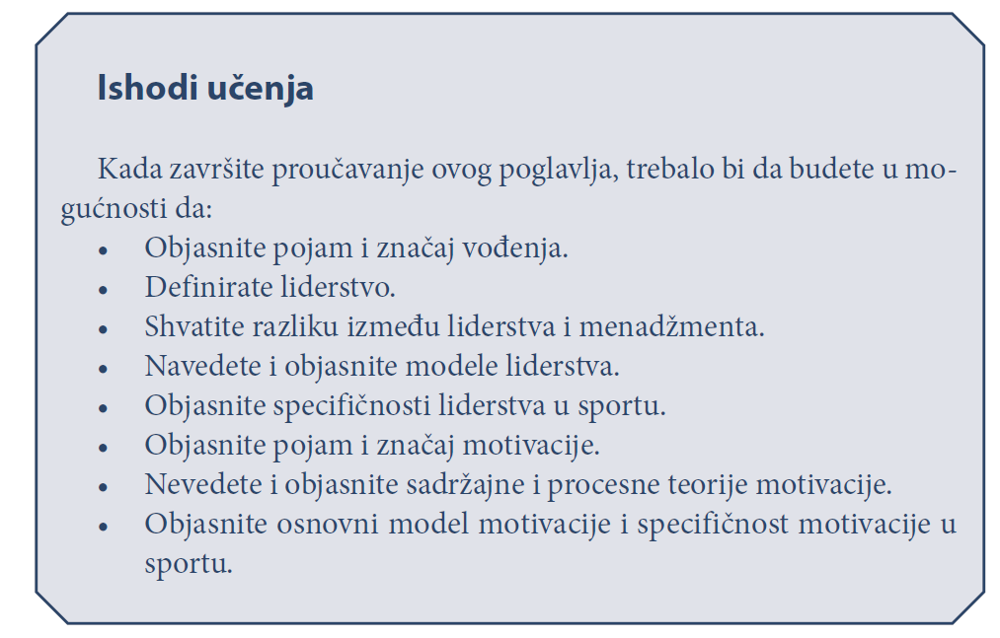 Ishodi učenja
Kada završite proučavanje ovog poglavlja, trebalo bi da budete u mo-
gućnosti da:
• Objasnite pojam i značaj vođenja.
• Definirate liderstvo.
• Shvatite razliku između liderstva i menadžmenta.
• Navedete i objasnite modele liderstva.
• Objasnite specifičnosti liderstva u sportu.
• Objasnite pojam i značaj motivacije.
• Nevedete i objasnite sadržajne i procesne teorije motivacije.
• Objasnite osnovni model motivacije i specifičnost motivacije u
sportu.